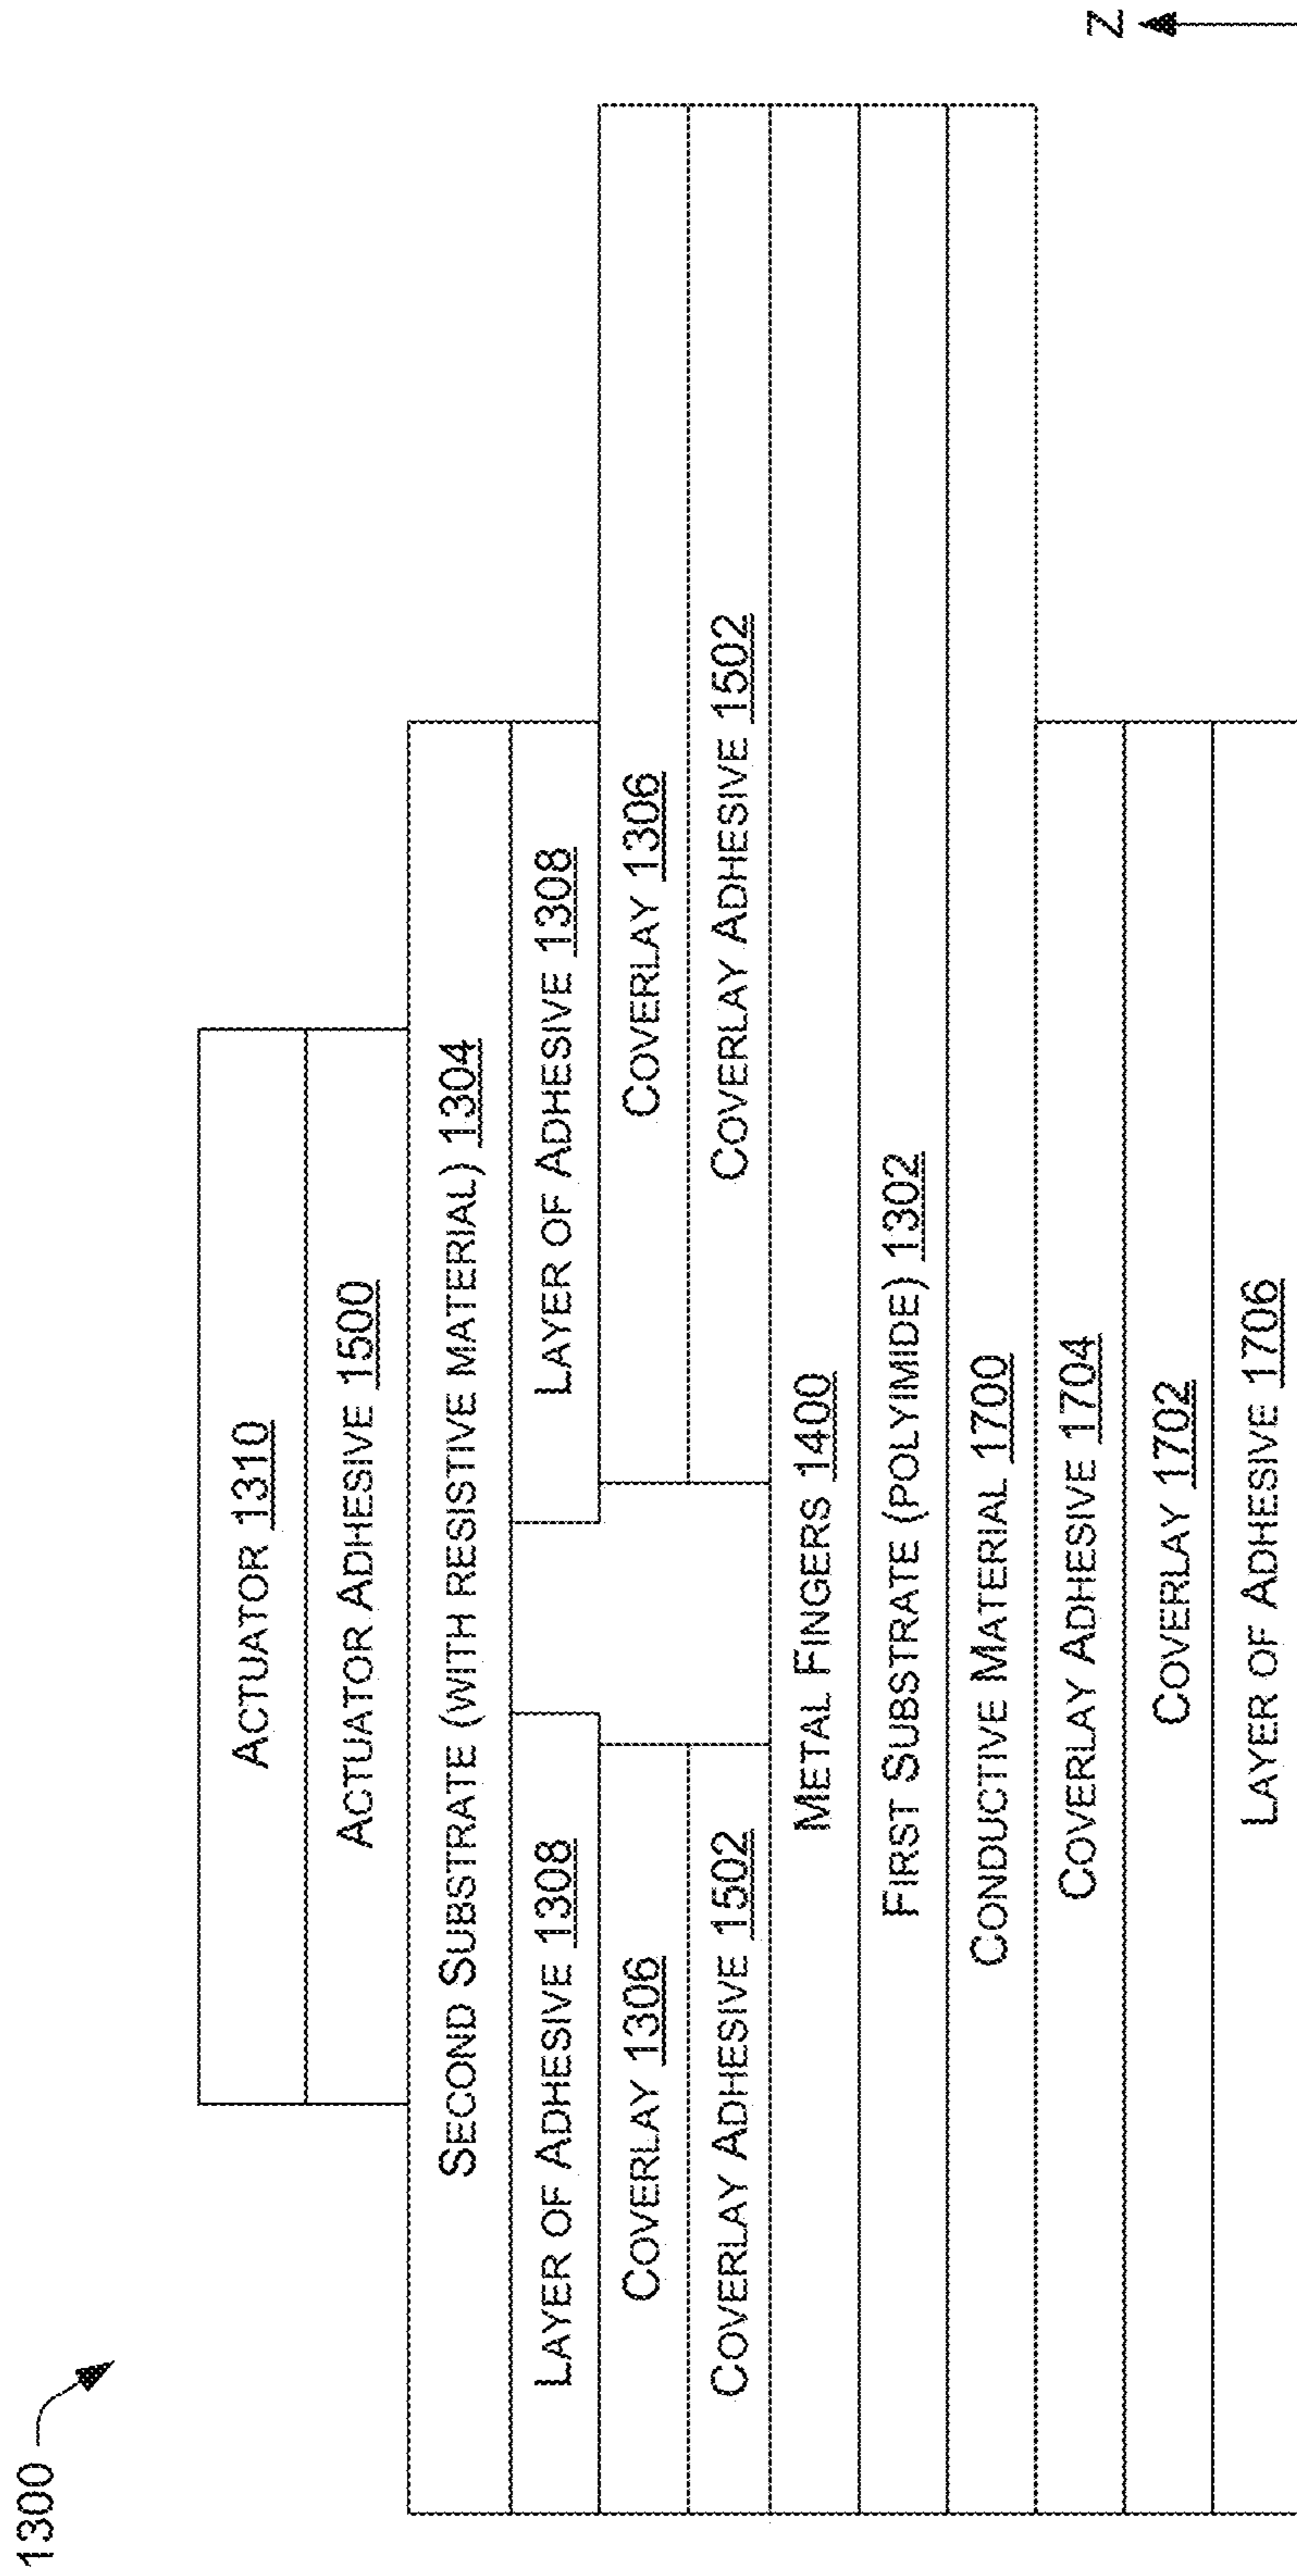 1300
Z
ACTUATOR 1310
ACTUATOR ADHESIVE 1500
SECOND SUBSTRATE (WITH RESISTIVE MATERIAL) 1304
LAYER OF ADHESIVE 1308
LAYER OF ADHESIVE 1308
COVERLAY 1306
COVERLAY 1306
COVERLAY ADHESIVE 1502
COVERLAY ADHESIVE 1502
METAL FINGERS 1400
FIRST SUBSTRATE (POLYIMIDE) 1302
CONDUCTIVE MATERIAL 1700
COVERLAY ADHESIVE 1704
COVERLAY 1702
LAYER OF ADHESIVE 1706